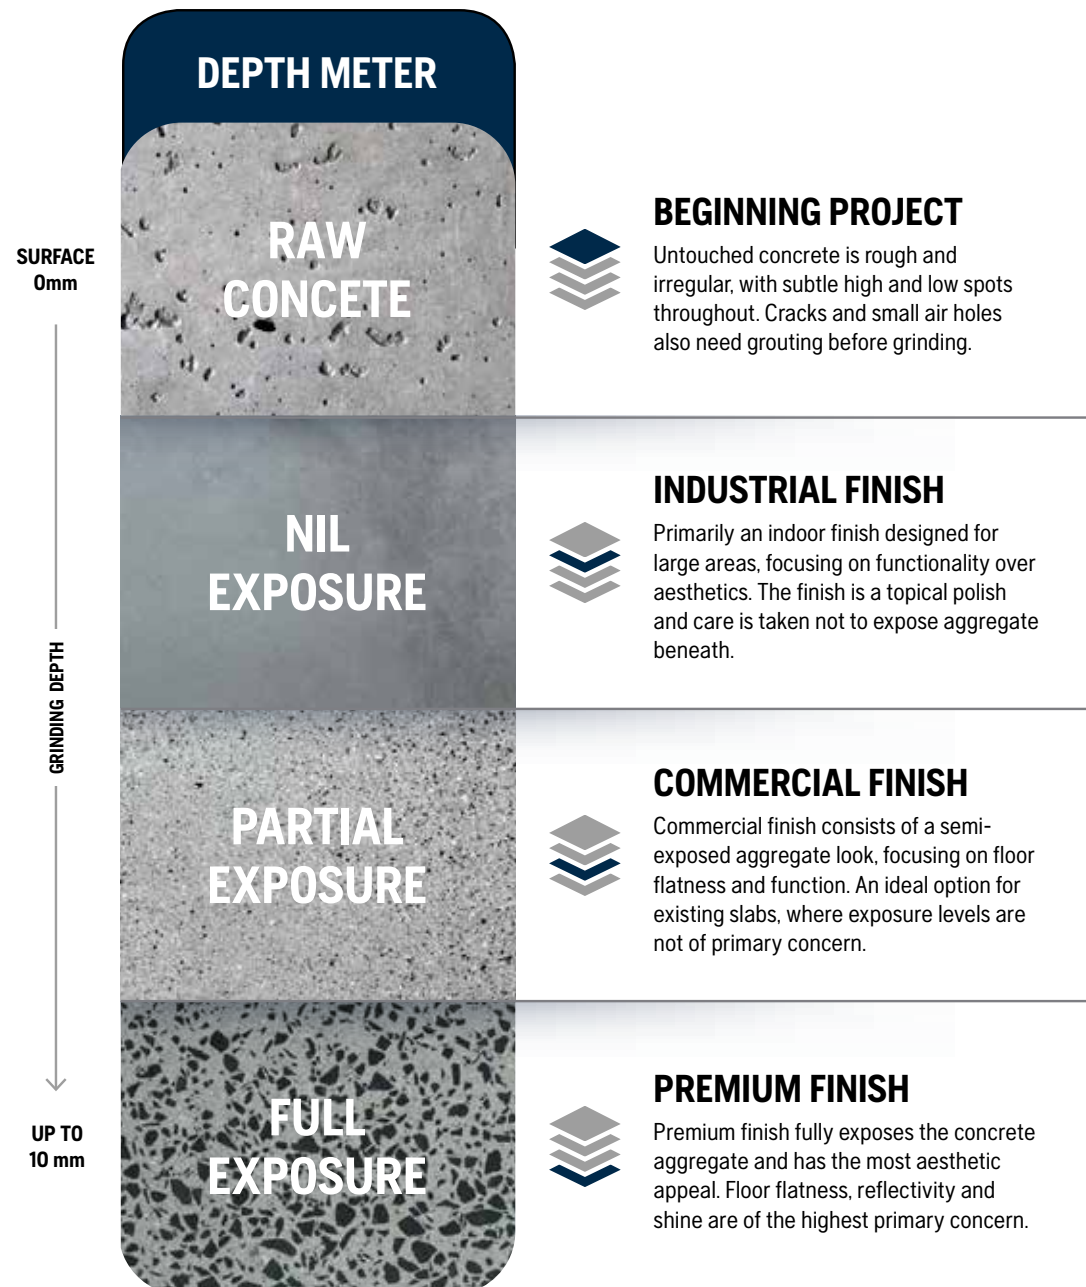 DEPTH METER
SURFACE
0mm
RAW
CONCETE
BEGINNING PROJECT
Untouched concrete is rough and
irregular, with subtle high and low spots
throughout. Cracks and small air holes
also need grouting before grinding.
GRINDING DEPTH
NIL
EXPOSURE
INDUSTRIAL FINISH
Primarily an indoor finish designed for
large areas, focusing on functionality over
aesthetics. The finish is a topical polish
and care is taken not to expose aggregate
beneath.
PARTIAL
EXPOSURE
COMMERCIAL FINISH
Commercial finish consists of a semi-
exposed aggregate look, focusing on floor
flatness and function. An ideal option for
existing slabs, where exposure levels are
not of primary concern.
UP TO
10 mm
FULL
EXPOSURE
PREMIUM FINISH
Premium finish fully exposes the concrete
aggregate and has the most aesthetic
appeal. Floor flatness, reflectivity and
shine are of the highest primary concern.